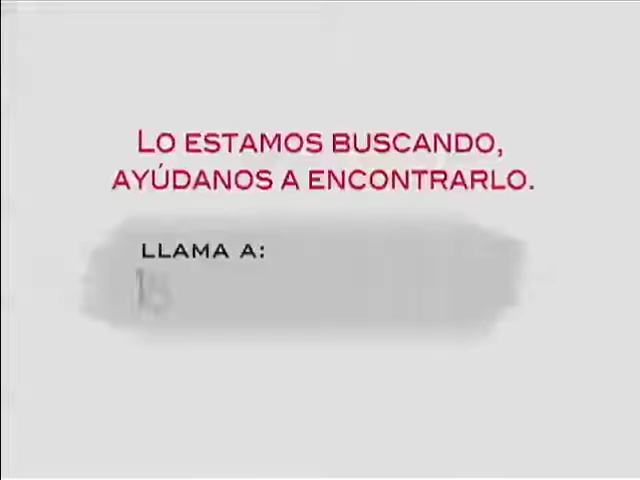 LO ESTAMOS BUSCANDO,
AYÚDANOS A ENCONTRARLO.
LLAMA A: